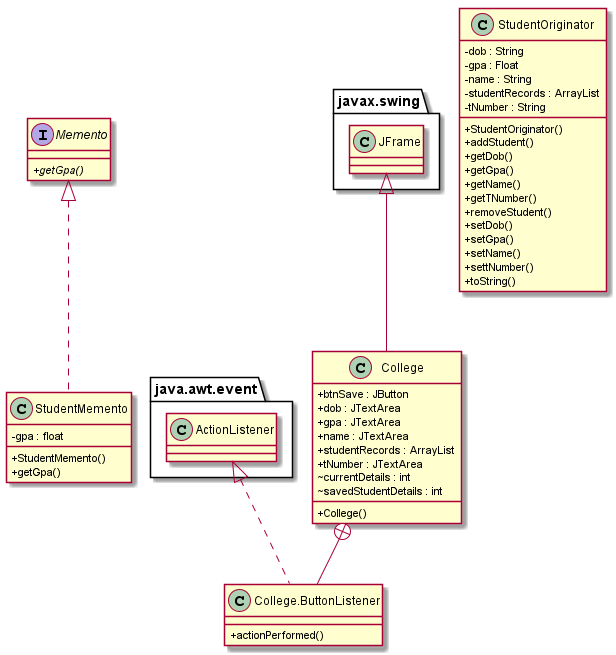 C StudentOriginator
-dob : String
-gpa : Float
-name : String
-studentRecords : ArrayList
-tNumber : String
+StudentOriginator()
+addStudent()
+getDob()
+getGpa()
+getName()
+getTNumber()
+removeStudent()
+setDob()
+setGpa()
+setName()
+settNumber()
+toString()
javax.swing
C JFrame
I Memento
+getGpa()
C College
+btnSave : JButton
+dob : JTextArea
+gpa : JTextArea
+name : JTextArea
+studentRecords : ArrayList
+tNumber : JTextArea
~currentDetails : int
~savedStudentDetails : int
+College()
C StudentMemento
-gpa : float
+StudentMemento()
+getGpa()
java.awt.event
C ActionListener
C College.ButtonListener
+actionPerformed()